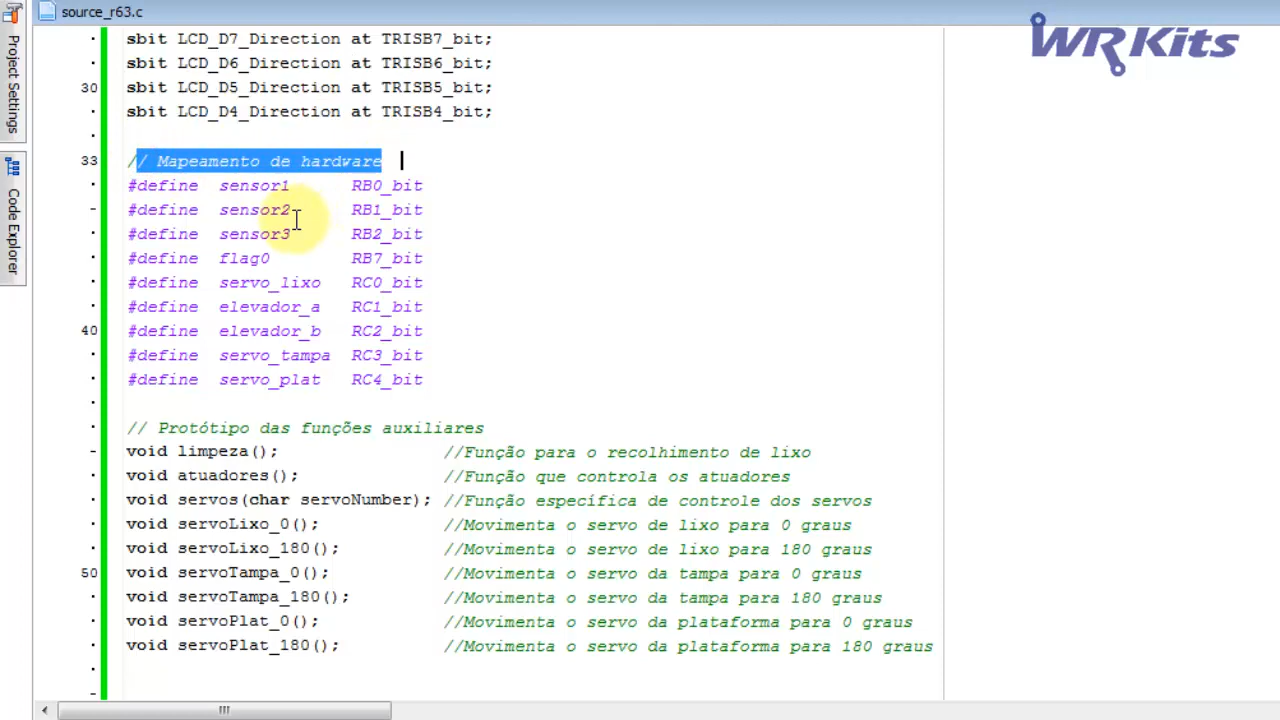 source_r63.c
WR Kits
Project Settings
Code Explorer
sbit LCD_D7_Direction at TRISB7_bit;
sbit LCD_D6_Direction at TRISB6_bit;
30 sbit LCD_D5_Direction at TRISB5_bit;
sbit LCD_D4_Direction at TRISB4_bit;
33 // Mapeamento de hardware
#define sensor1 RB0_bit
#define sensor2 RB1_bit
#define sensor3 RB2_bit
#define flag0 RB7_bit
#define servo_lixo RC0_bit
#define elevador_a RC1_bit
40 #define elevador_b RC2_bit
#define servo_tampa RC3_bit
#define servo_plat RC4_bit
// Protótipo das funções auxiliares
void limpeza(); //Função para o recolhimento de lixo
void atuadores(); //Função que controla os atuadores
void servos(char servoNumber); //Função específica de controle dos servos
void servoLixo_0(); //Movimenta o servo de lixo para 0 graus
void servoLixo_180(); //Movimenta o servo de lixo para 180 graus
50 void servoTampa_0(); //Movimenta o servo da tampa para 0 graus
void servoTampa_180(); //Movimenta o servo da tampa para 180 graus
void servoPlat_0(); //Movimenta o servo da plataforma para 0 graus
void servoPlat_180(); //Movimenta o servo da plataforma para 180 graus